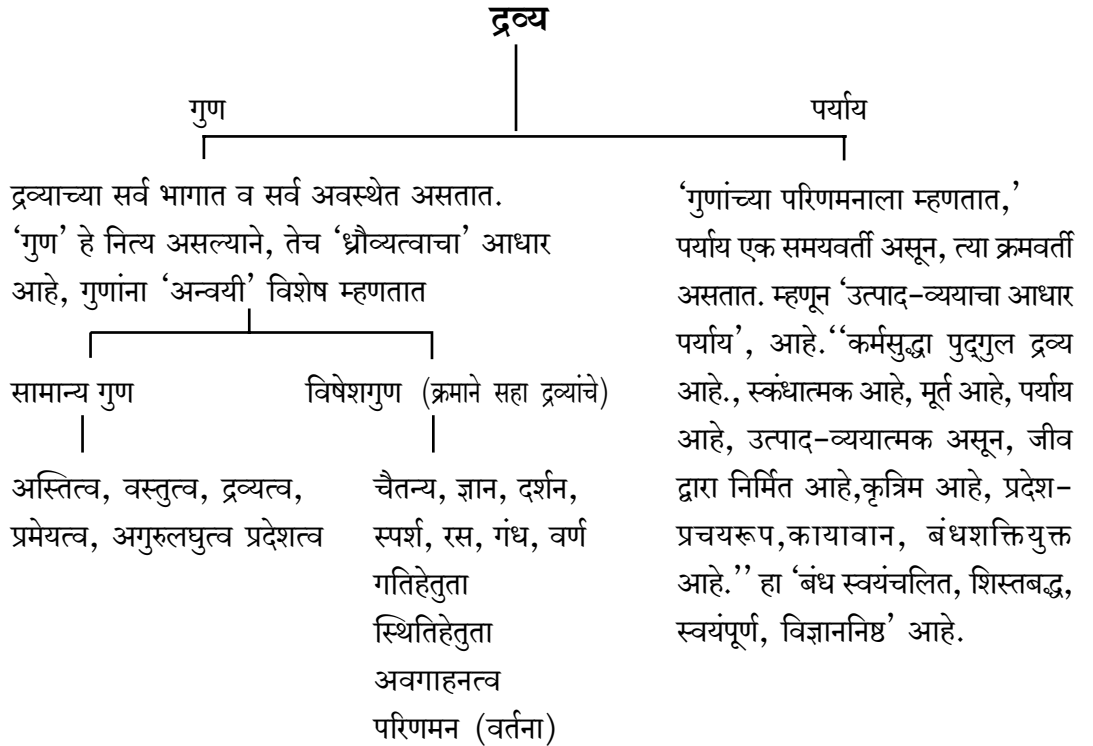 द्रव्य
गुण
द्रव्याच्या सर्व भागात व सर्व अवस्थेत असतात.
‘गुण’ हे नित्य असल्याने, तेच ‘ध्रौव्यत्वाचा’ आधार
आहे, गुणांना ‘अन्वयी’ विशेष म्हणतात
सामान्य गुण
अस्तित्व, वस्तुत्व, द्रव्यत्व,
प्रमेयत्व, अगुरुलघुत्व प्रदेशत्व
विषेशगुण (क्रमाने सहा द्रव्यांचे)
चैतन्य, ज्ञान, दर्शन,
स्पर्श, रस, गंध, वर्ण
गतिहेतुता
स्थितिहेतुता
अवगाहनत्व
परिणमन (वर्तना)
पर्याय
‘गुणांच्या परिणमनाला म्हणतात,’
पर्याय एक समयवर्ती असून, त्या क्रमवर्ती
असतात. म्हणून ‘उत्पाद-व्ययाचा आधार
पर्याय’, आहे.‘‘कर्मसुद्धा पुद्‌गुल द्रव्य
आहे., स्कंधात्मक आहे, मूर्त आहे, पर्याय
आहे, उत्पाद-व्ययात्मक असून, जीव
द्वारा निर्मित आहे,कृत्रिम आहे, प्रदेश-
प्रचयरूप,कायावान, बंधशक्तियुक्त
आहे.’’ हा ‘बंध स्वयंचलित, शिस्तबद्ध,
स्वयंपूर्ण, विज्ञाननिष्ठ’ आहे.